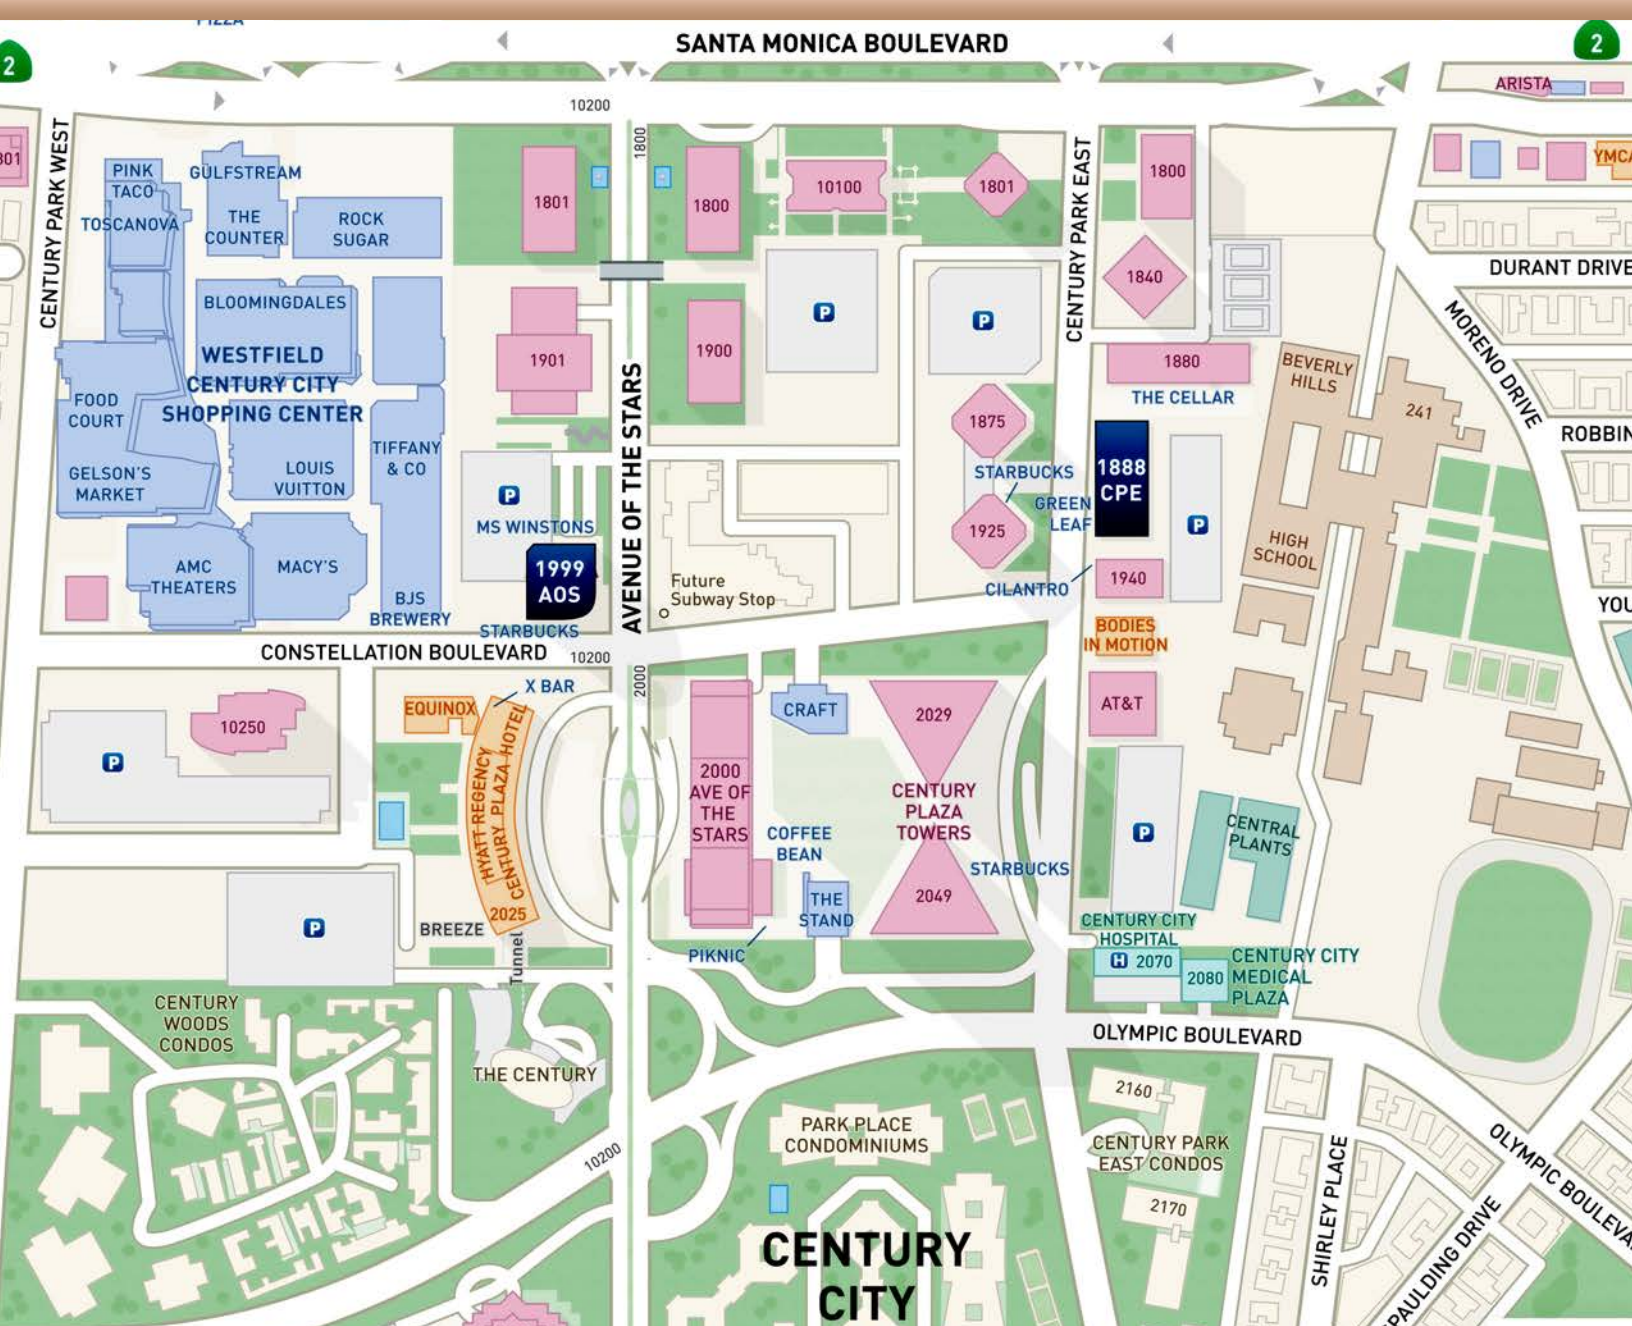 SANTA MONICA BOULEVARD
2
2
ARISTA
10200
1800
CENTURY PARK WEST
PINK
TACO
TOSCANOVA
GULFSTREAM
THE
COUNTER
ROCK
SUGAR
1801
1800
10100
1801
CENTURY PARK EAST
1800
1840
DURANT DRIVE
MORENO DRIVE
BLOOMINGDALES
WESTFIELD
CENTURY CITY
SHOPPING CENTER
1901
1900
P
P
1880
THE CELLAR
BEVERLY
HILLS
241
HIGH
SCHOOL
FOOD
COURT
GELSON'S
MARKET
LOUIS
VUITTON
TIFFANY
& CO
AVENUE OF THE STARS
P
MS WINSTONS
1999
AOS
STARBUCKS
1875
STARBUCKS
1925
GREEN
LEAF
1888
CPE
P
CILANTRO
1940
AMC
THEATERS
MACY'S
BJS
BREWERY
Future
Subway Stop
BODIES
IN MOTION
CONSTELLATION BOULEVARD
10200
2000
X BAR
EQUINOX
10250
P
HYATT REGENCY
CENTURY PLAZA HOTEL
2025
CRAFT
2029
AT&T
2000
AVE OF
THE
STARS
CENTURY
PLAZA
TOWERS
COFFEE
BEAN
STARBUCKS
2049
THE
STAND
PIKNIC
P
CENTRAL
PLANTS
P
BREEZE
Tunnel
CENTURY CITY
HOSPITAL
H 2070
2080
CENTURY CITY
MEDICAL
PLAZA
CENTURY
WOODS
CONDOS
THE CENTURY
OLYMPIC BOULEVARD
2160
PARK PLACE
CONDOMINIUMS
CENTURY PARK
EAST CONDOS
10200
2170
SHIRLEY PLACE
CENTURY
CITY